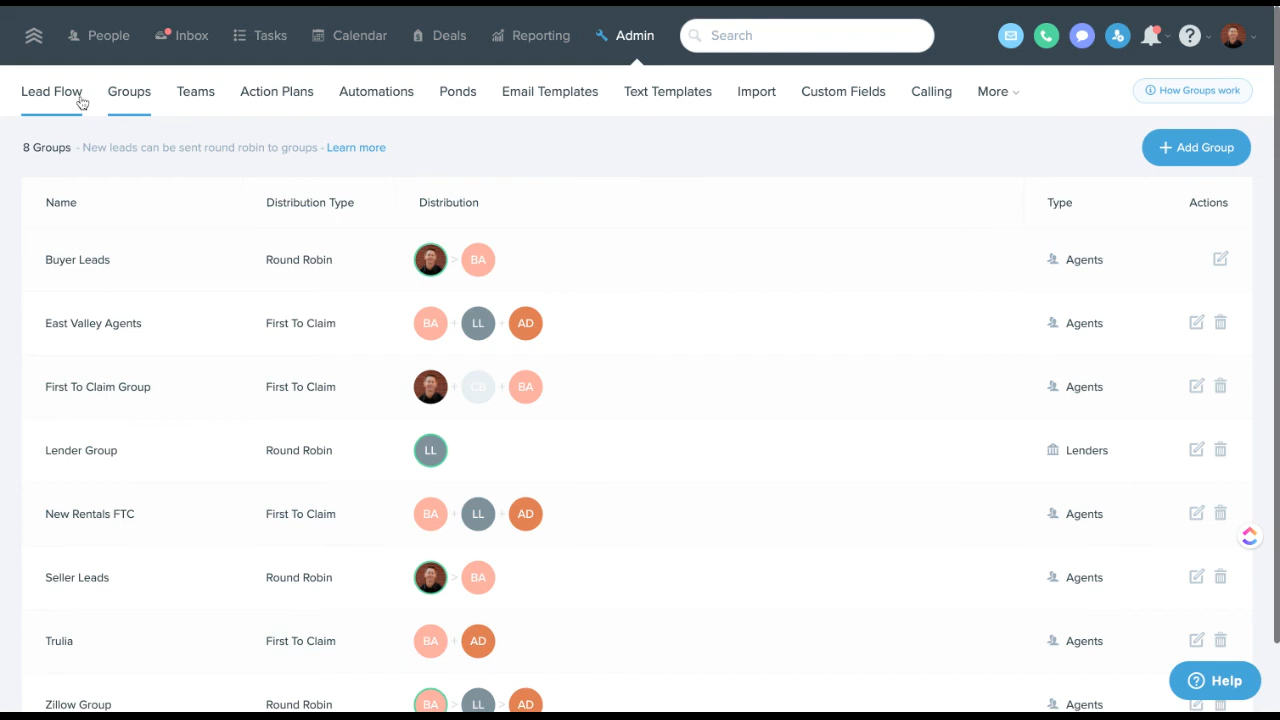 People Inbox Tasks Calendar Deals Reporting Admin Search
Lead Flow Groups Teams Action Plans Automations Ponds Email Templates Text Templates Import Custom Fields Calling More How Groups work
8 Groups - New leads can be sent round robin to groups - Learn more + Add Group
Name Distribution Type Distribution Type Actions
Buyer Leads Round Robin > BA Agents
East Valley Agents First To Claim BA + LL + AD Agents
First To Claim Group First To Claim + CB + BA Agents
Lender Group Round Robin LL Lenders
New Rentals FTC First To Claim BA + LL + AD Agents
Seller Leads Round Robin > BA Agents
Trulia First To Claim BA + AD Agents
Help
Zillow Group Round Robin BA > LL > AD Agents